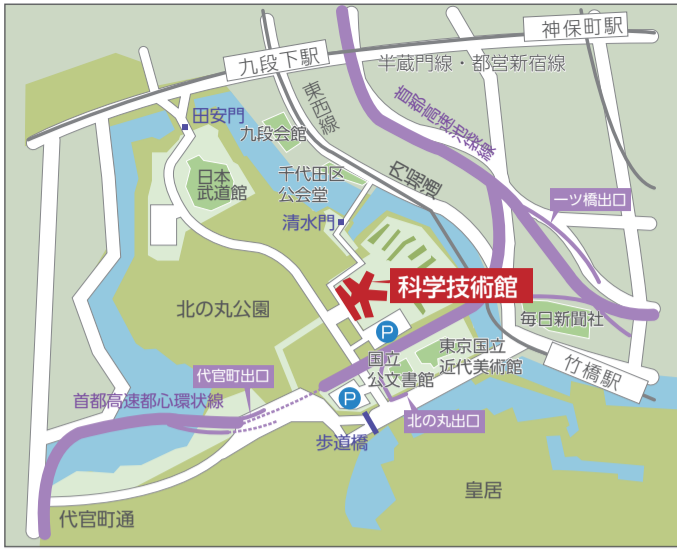 神保町駅
九段下駅
半蔵門線・都営新宿線
東西線
首都高速池袋線
田安門
九段会館
日本
武道館
千代田区
公会堂
内堀通
清水門
一ツ橋出口
科学技術館
北の丸公園
P
毎日新聞社
国立
公文書館
東京国立
近代美術館
竹橋駅
代官町出口
首都高速都心環状線
P
北の丸出口
歩道橋
皇居
代官町通